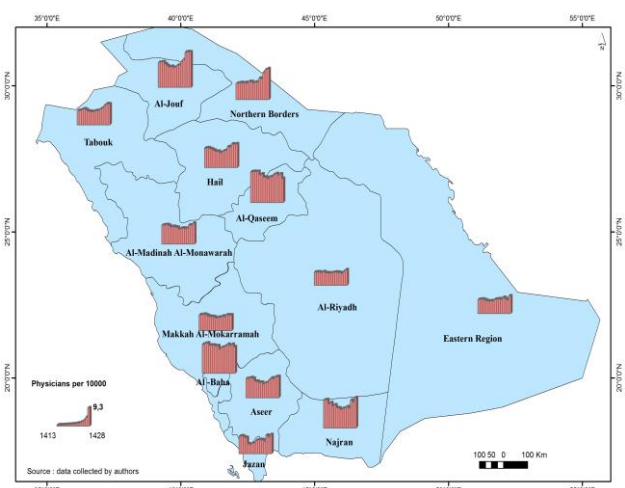 35°0'0"E 40°0'0"E 45°0'0"E 50°0'0"E 55°0'0"E
30°0'0"N
30°0'0"N
25°0'0"N
25°0'0"N
20°0'0"N
20°0'0"N
N
Al-Jouf
Northern Borders
Tabouk
Hail
Al-Qaseem
Al-Madinah Al-Monawarah
Al-Riyadh
Eastern Region
Makkah Al-Mokarramah
Al -Baha
Aseer
Najran
Jazan
Physicians per 10000
9,3
1413 1428
100 50 0 100 Km
Source : data collected by authors